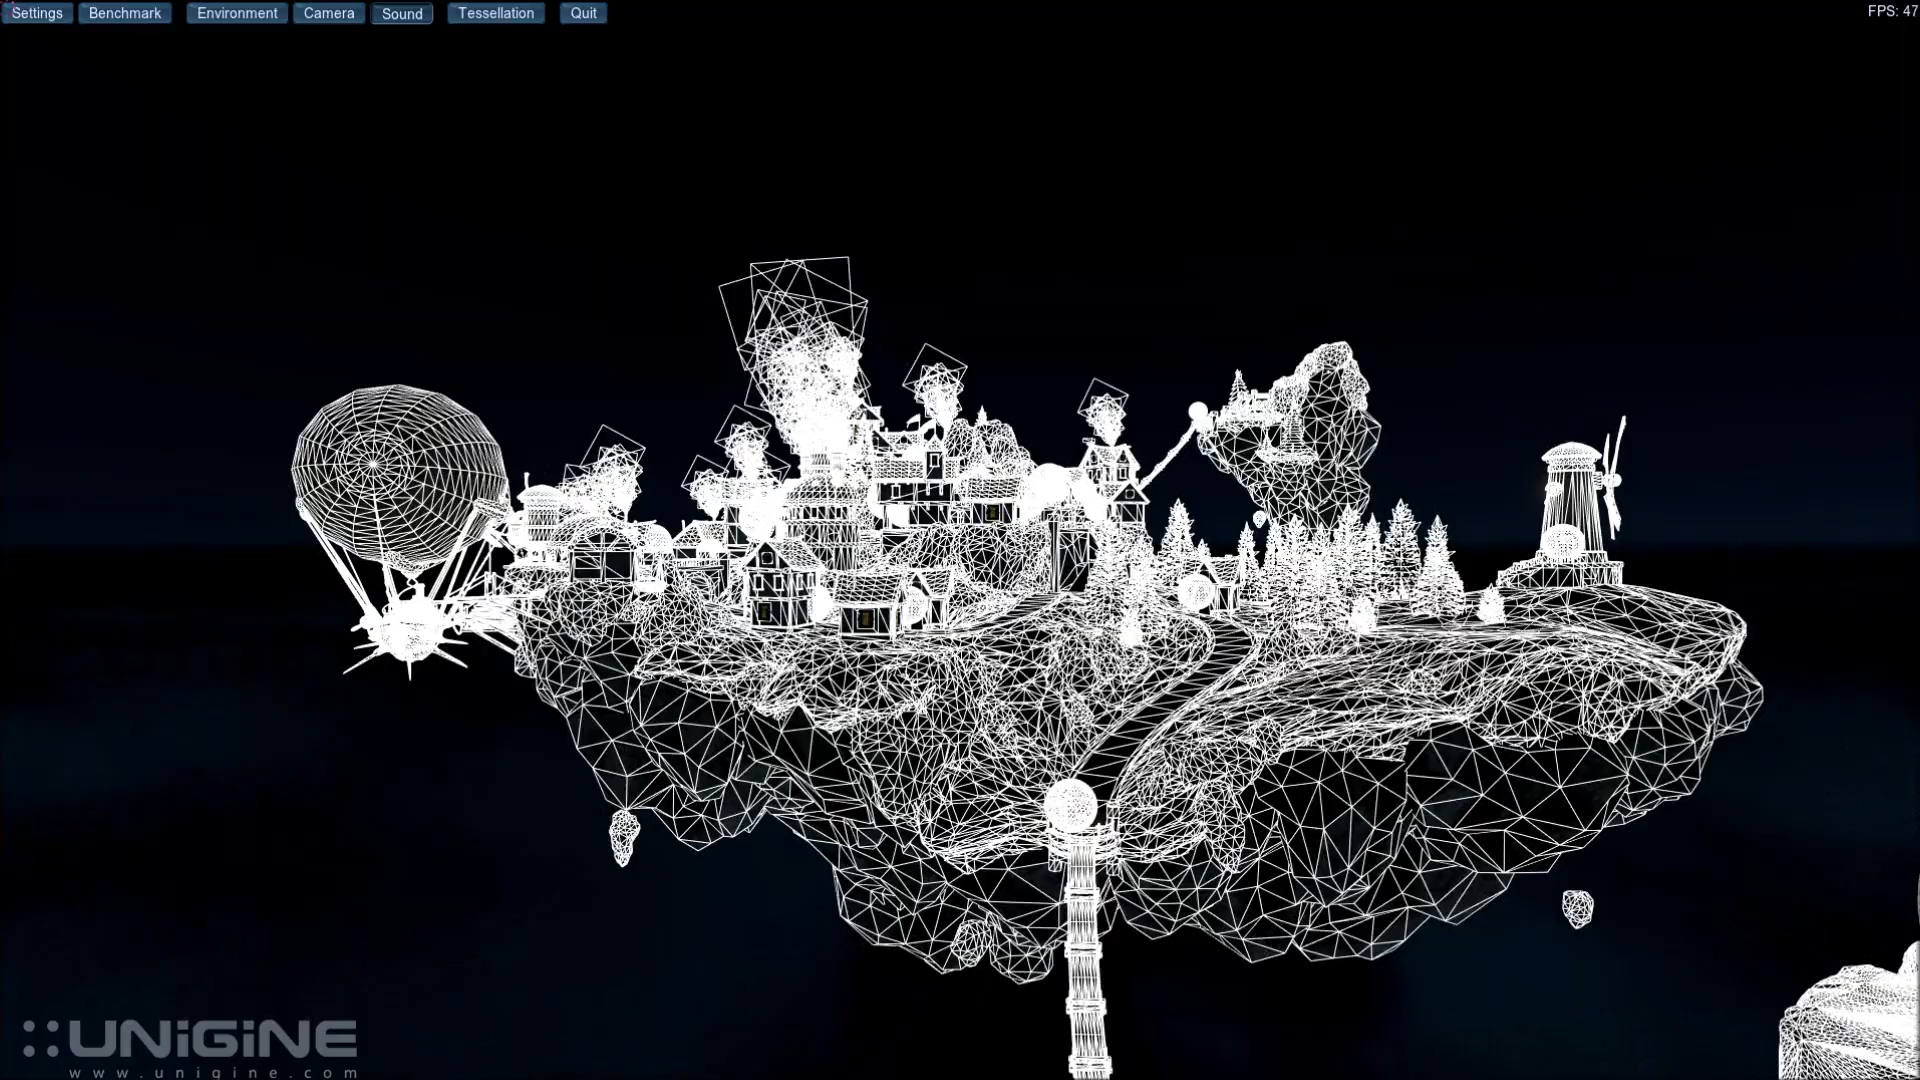 Settings Benchmark Environment Camera Sound Tessellation Quit FPS: 47
UNiGiNE
www.unigine.com